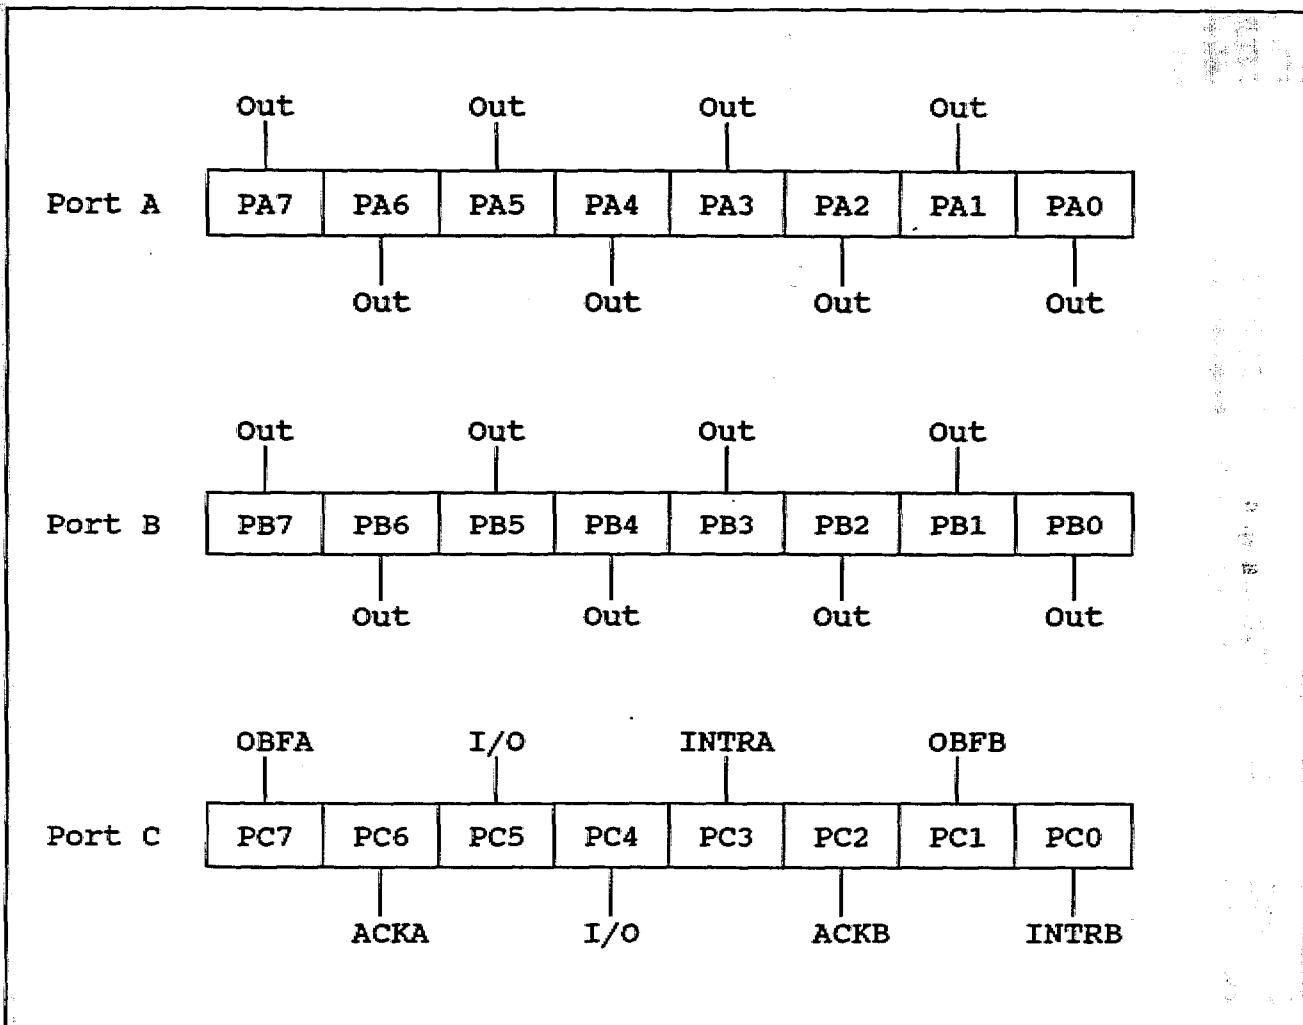 Out Out Out Out
Port A PA7 PA6 PA5 PA4 PA3 PA2 PA1 PA0
Out Out Out Out
Out Out Out Out
Port B PB7 PB6 PB5 PB4 PB3 PB2 PB1 PB0
Out Out Out Out
OBFA I/O INTRA OBFB
Port C PC7 PC6 PC5 PC4 PC3 PC2 PC1 PC0
ACKA I/O ACKB INTRB